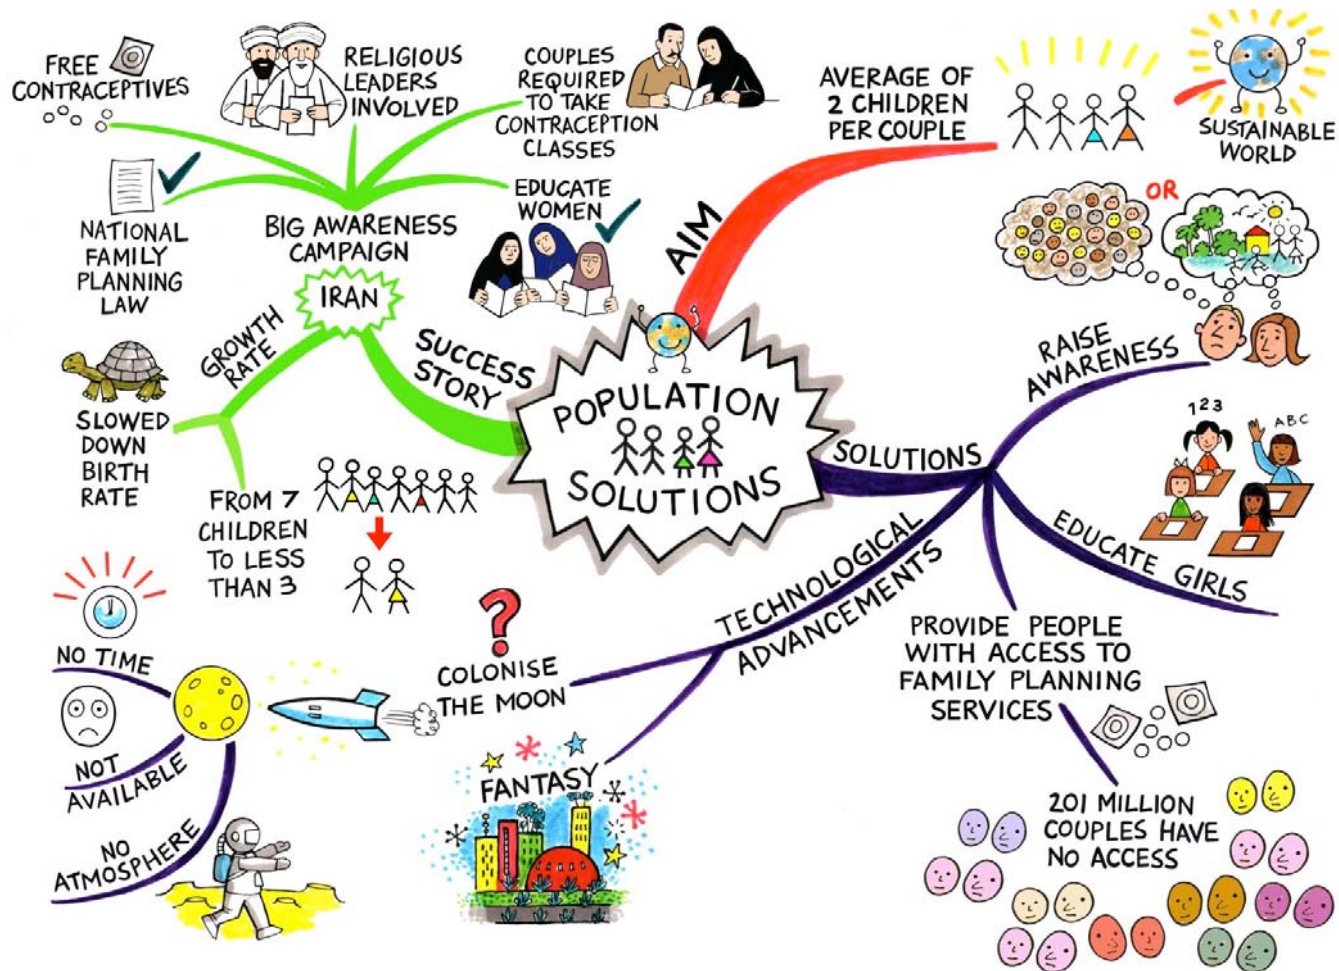 POPULATION
SOLUTIONS
AIM
AVERAGE OF
2 CHILDREN
PER COUPLE
SUSTAINABLE
WORLD
SOLUTIONS
RAISE
AWARENESS
OR
EDUCATE GIRLS
123
ABC
PROVIDE PEOPLE
WITH ACCESS TO
FAMILY PLANNING
SERVICES
201 MILLION
COUPLES HAVE
NO ACCESS
TECHNOLOGICAL
ADVANCEMENTS
FANTASY
?
COLONISE
THE MOON
NO TIME
NOT
AVAILABLE
NO
ATMOSPHERE
SUCCESS
STORY
IRAN
GROWTH
RATE
SLOWED
DOWN
BIRTH
RATE
FROM 7
CHILDREN
TO LESS
THAN 3
BIG AWARENESS
CAMPAIGN
NATIONAL
FAMILY
PLANNING
LAW
FREE
CONTRACEPTIVES
RELIGIOUS
LEADERS
INVOLVED
COUPLES
REQUIRED
TO TAKE
CONTRACEPTION
CLASSES
EDUCATE
WOMEN